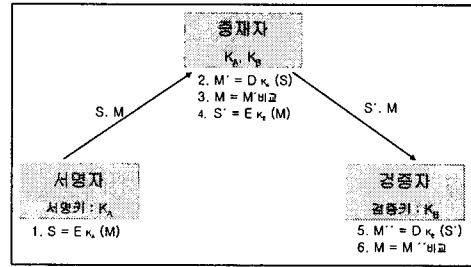 중재자
K_A, K_B
2. M' = D K_A (S)
3. M = M'비교
4. S' = E K_B (M)
S. M
S'. M
서명자
서명키 : K_A
1. S = E K_A (M)
검증자
검증키 : K_B
5. M'' = D K_B (S')
6. M = M''비교